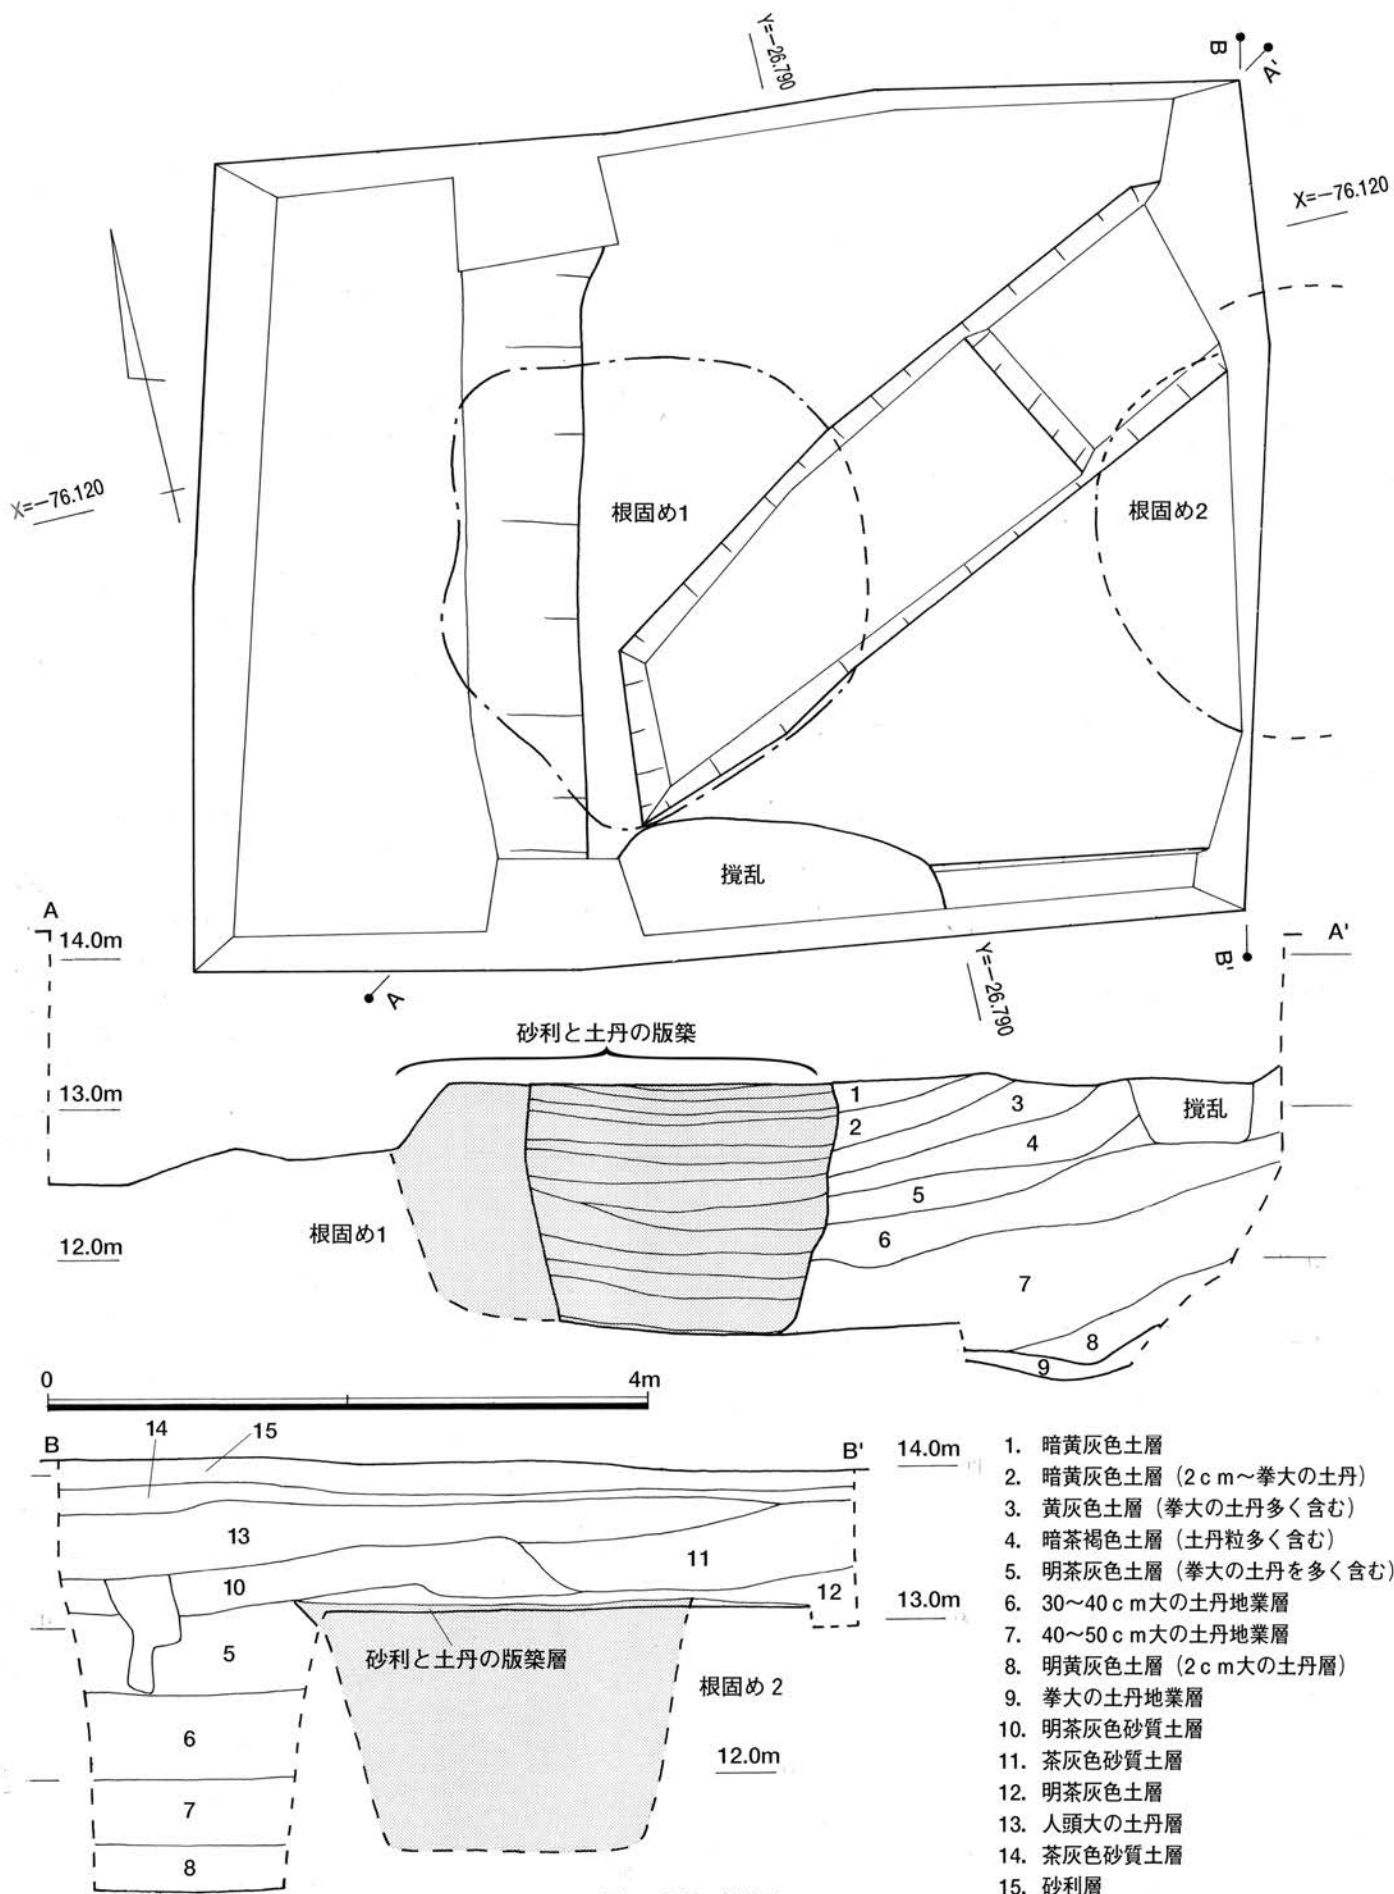 Y=-26.790
B
A'
X=-76.120
X=-76.120
根固め1
根固め2
撹乱
A
14.0m
A
Y=-26.790
B'
A'
砂利と土丹の版築
13.0m
1
2
3
4
5
6
7
8
9
撹乱
根固め1
12.0m
0
4m
14
15
B
B'
14.0m
13
11
10
12
13.0m
5
砂利と土丹の版築層
根固め2
6
12.0m
7
8
1. 暗黄灰色土層
2. 暗黄灰色土層(2cm~拳大の土丹)
3. 黄灰色土層(拳大の土丹多く含む)
4. 暗茶褐色土層(土丹粒多く含む)
5. 明茶灰色土層(拳大の土丹を多く含む)
6. 30~40cm大の土丹地業層
7. 40~50cm大の土丹地業層
8. 明黄灰色土層(2cm大の土丹層)
9. 拳大の土丹地業層
10. 明茶灰色砂質土層
11. 茶灰色砂質土層
12. 明茶灰色土層
13. 人頭大の土丹層
14. 茶灰色砂質土層
15. 砂利層